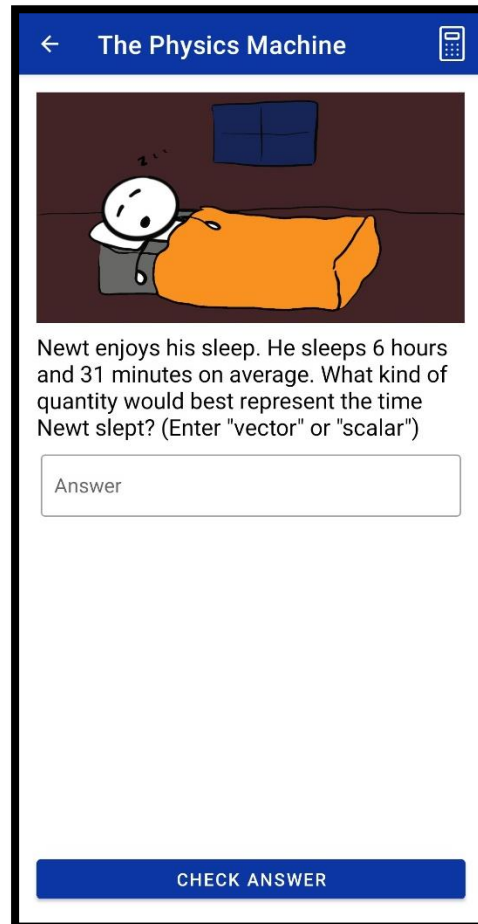 The Physics Machine
z
Newt enjoys his sleep. He sleeps 6 hours
and 31 minutes on average. What kind of
quantity would best represent the time
Newt slept? (Enter "vector" or "scalar")
Answer
CHECK ANSWER